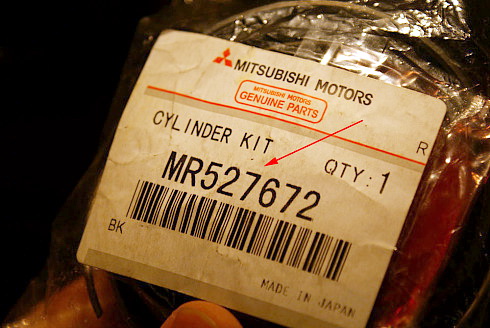 MITSUBISHI MOTORS
MITSUBISHI MOTORS
GENUINE PARTS
R
CYLINDER KIT
QTY: 1
MR527672
BK
MADE IN JAPAN